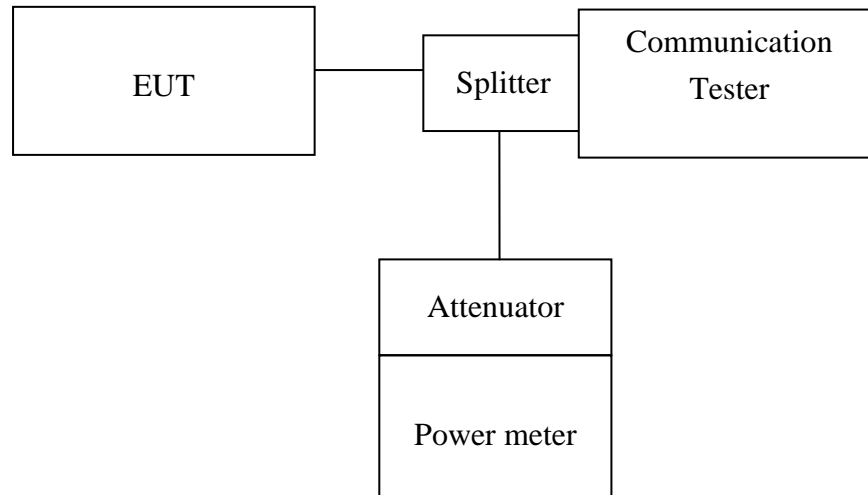 EUT
Splitter
Communication
Tester
Attenuator
Power meter